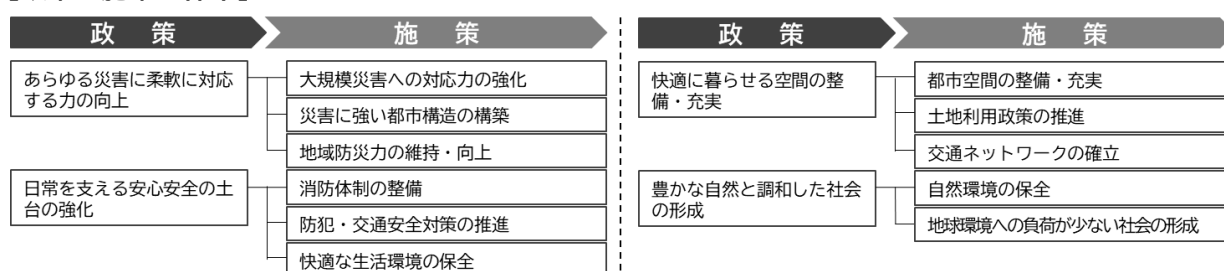 政 策
施 策
あらゆる災害に柔軟に対応
する力の向上
大規模災害への対応力の強化
災害に強い都市構造の構築
地域防災力の維持・向上
日常を支える安心安全の土
台の強化
消防体制の整備
防犯・交通安全対策の推進
快適な生活環境の保全
政 策
施 策
快適に暮らせる空間の整
備・充実
都市空間の整備・充実
土地利用政策の推進
交通ネットワークの確立
豊かな自然と調和した社会
の形成
自然環境の保全
地球環境への負荷が少ない社会の形成